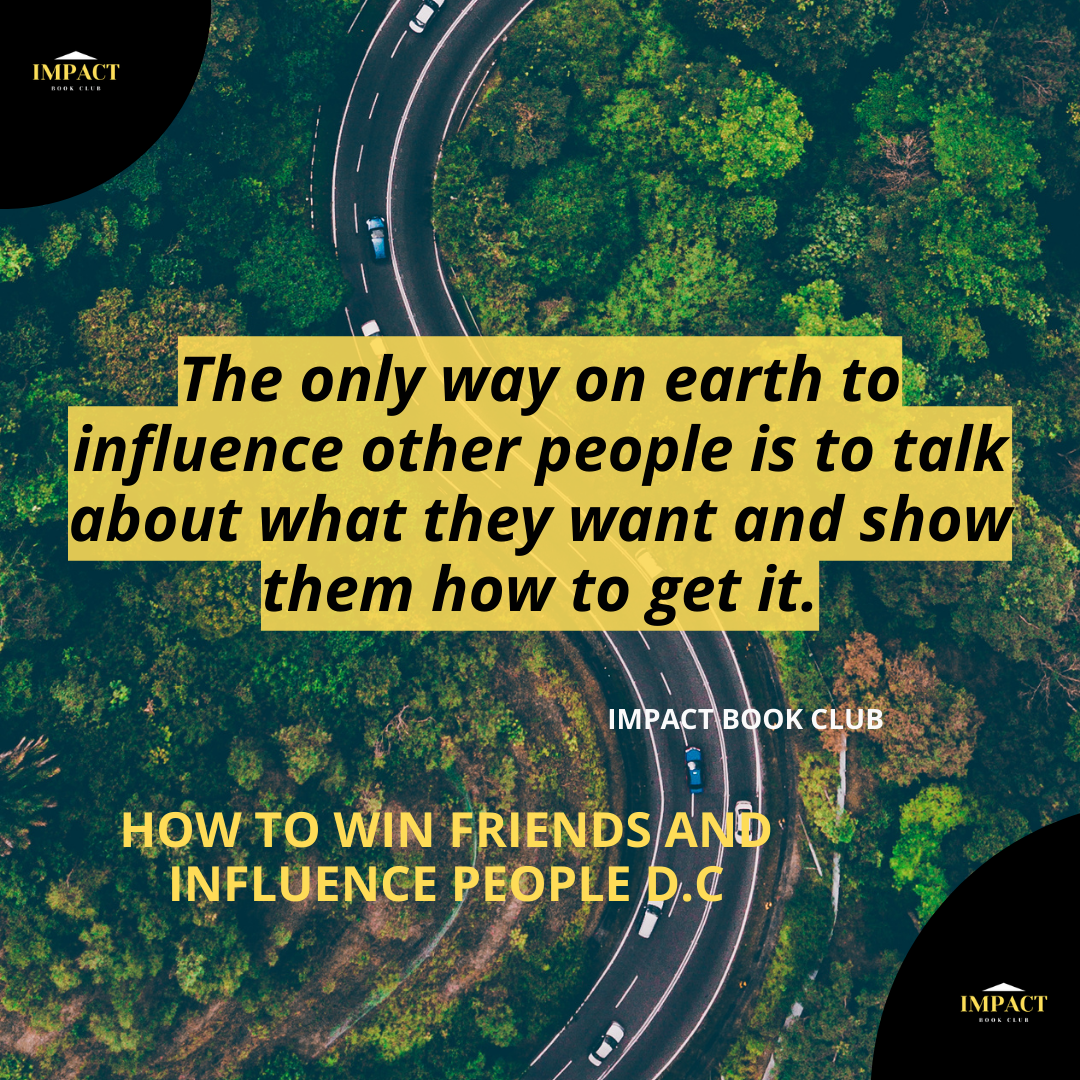 IMPACT
BOOK CLUB
The only way on earth to
influence other people is to talk
about what they want and show
them how to get it.
IMPACT BOOK CLUB
HOW TO WIN FRIENDS AND
INFLUENCE PEOPLE D.C
IMPACT
BOOK CLUB